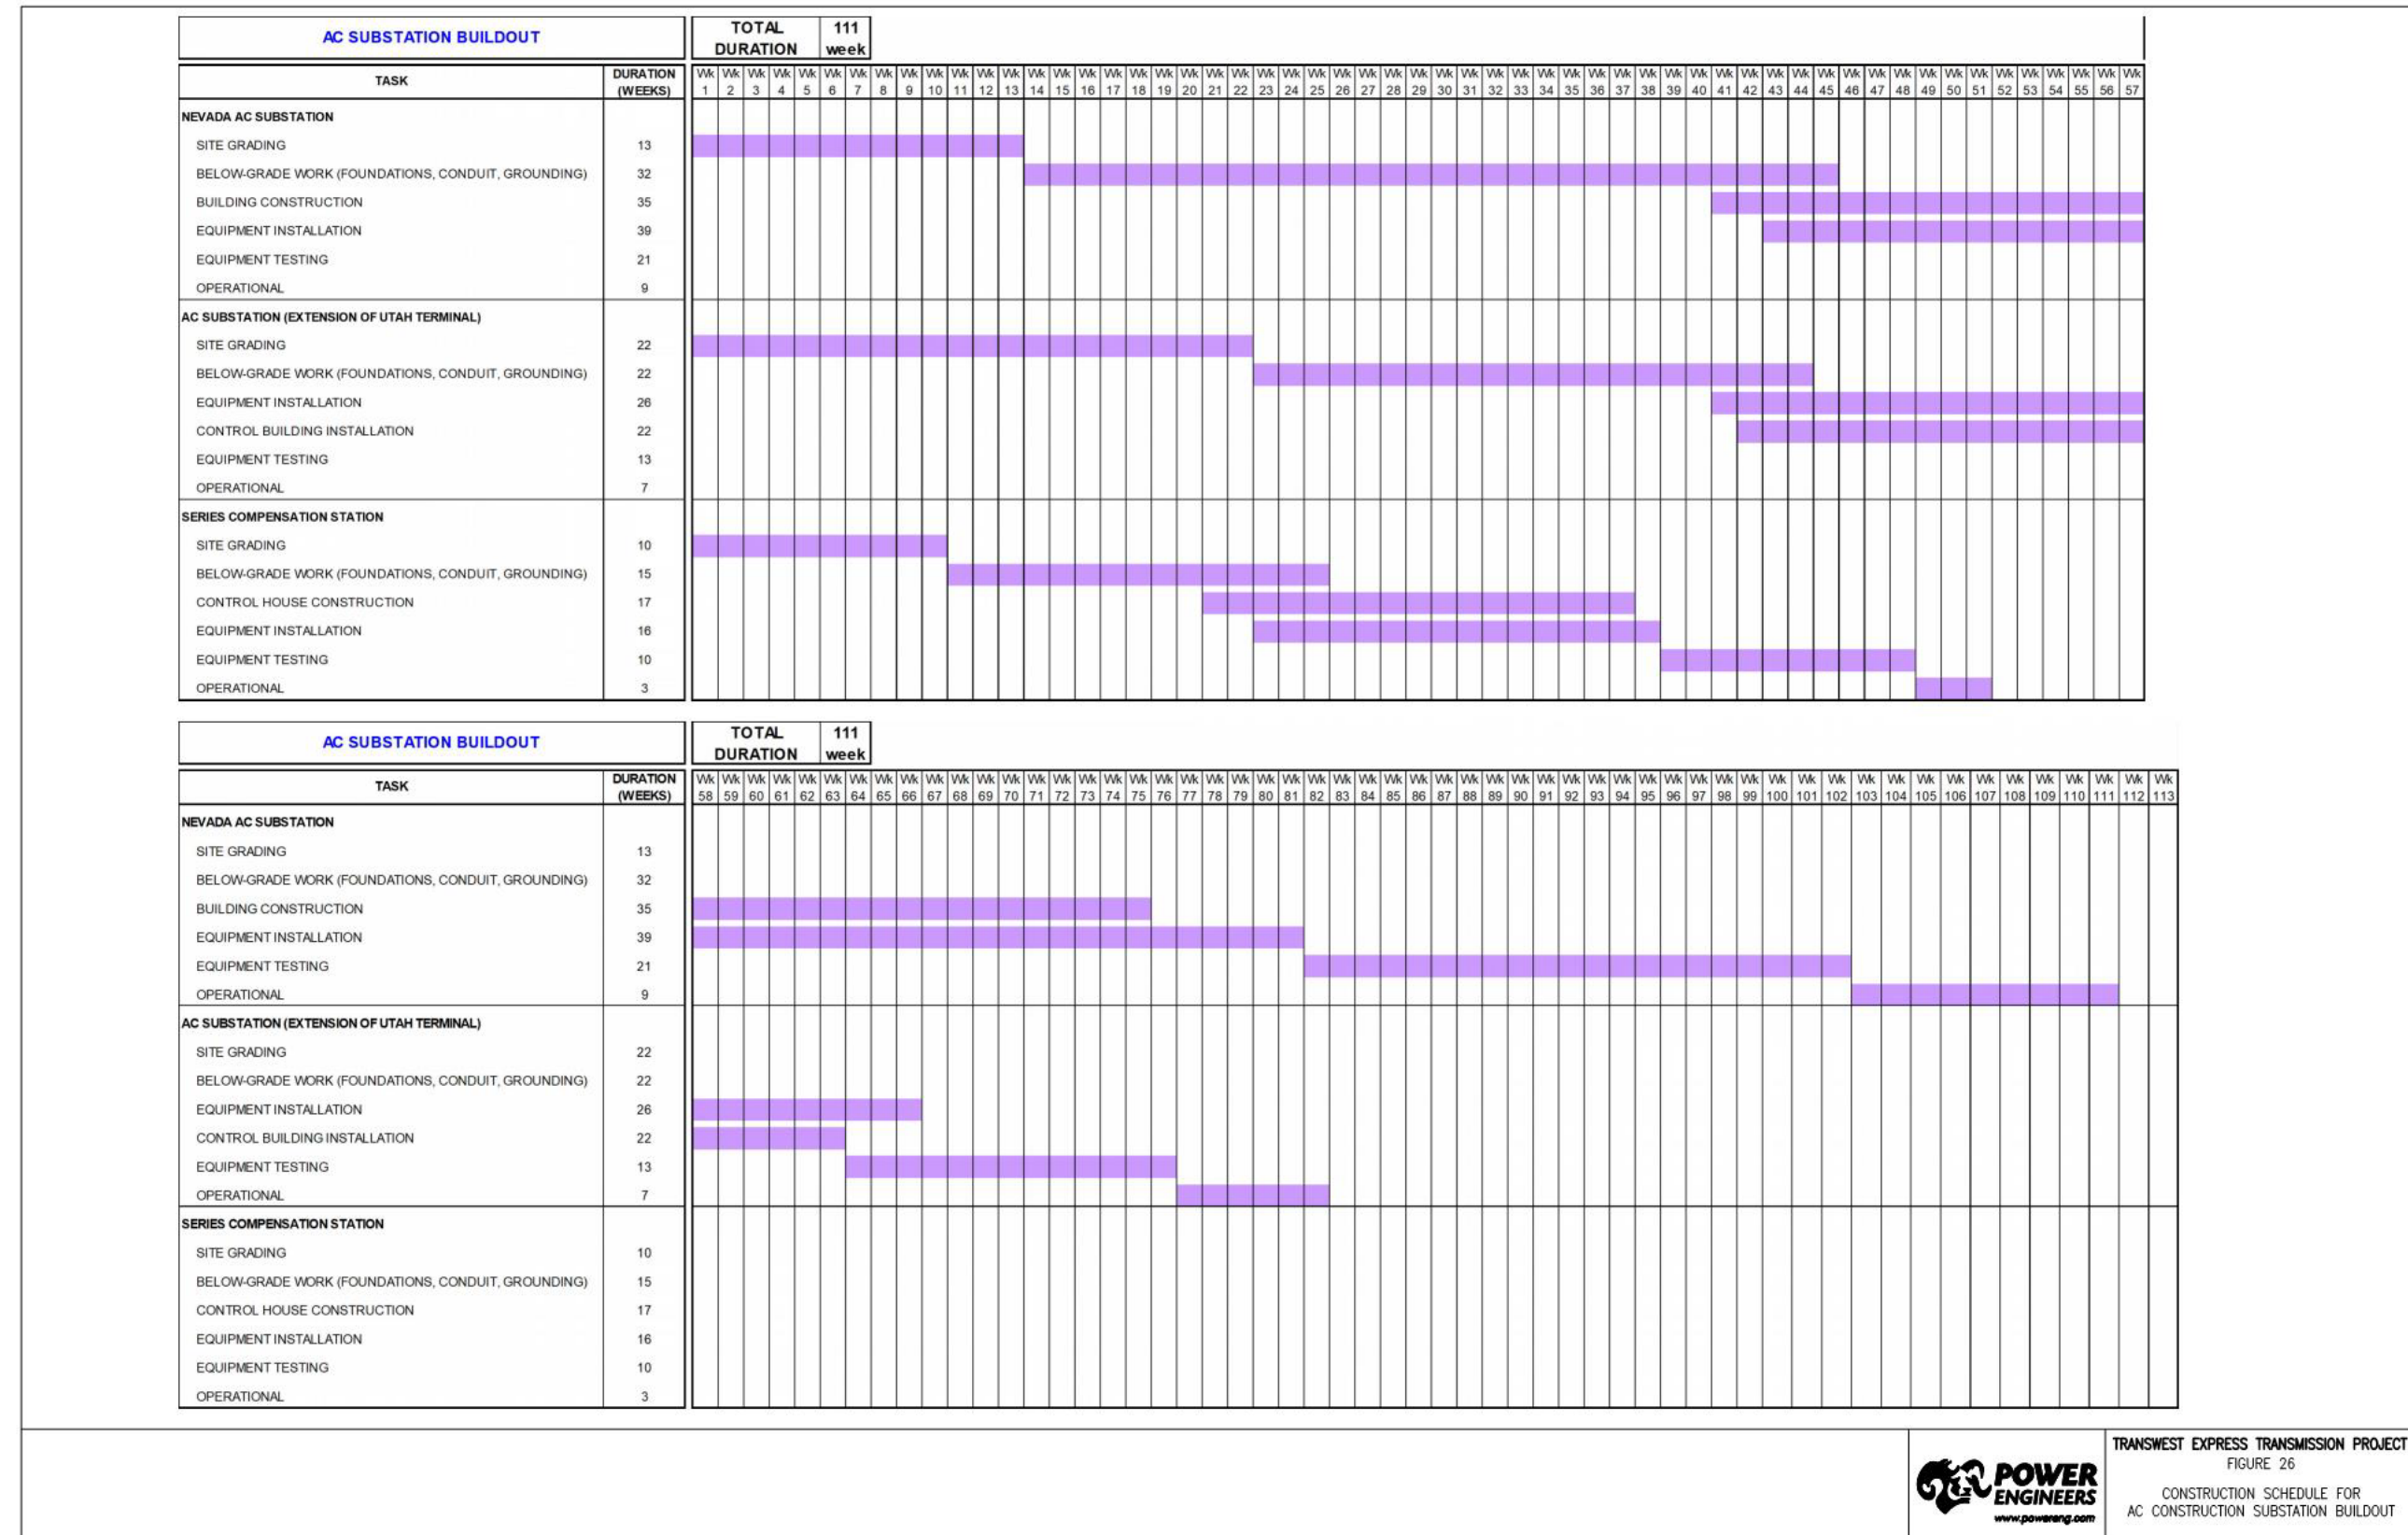 AC SUBSTATION BUILDOUT
TOTAL DURATION 111 week
TASK DURATION (WEEKS)
Wk 1 Wk 2 Wk 3 Wk 4 Wk 5 Wk 6 Wk 7 Wk 8 Wk 9 Wk 10 Wk 11 Wk 12 Wk 13 Wk 14 Wk 15 Wk 16 Wk 17 Wk 18 Wk 19 Wk 20 Wk 21 Wk 22 Wk 23 Wk 24 Wk 25 Wk 26 Wk 27 Wk 28 Wk 29 Wk 30 Wk 31 Wk 32 Wk 33 Wk 34 Wk 35 Wk 36 Wk 37 Wk 38 Wk 39 Wk 40 Wk 41 Wk 42 Wk 43 Wk 44 Wk 45 Wk 46 Wk 47 Wk 48 Wk 49 Wk 50 Wk 51 Wk 52 Wk 53 Wk 54 Wk 55 Wk 56 Wk 57
NEVADA AC SUBSTATION
SITE GRADING 13
BELOW-GRADE WORK (FOUNDATIONS, CONDUIT, GROUNDING) 32
BUILDING CONSTRUCTION 35
EQUIPMENT INSTALLATION 39
EQUIPMENT TESTING 21
OPERATIONAL 9
AC SUBSTATION (EXTENSION OF UTAH TERMINAL)
SITE GRADING 22
BELOW-GRADE WORK (FOUNDATIONS, CONDUIT, GROUNDING) 22
EQUIPMENT INSTALLATION 26
CONTROL BUILDING INSTALLATION 22
EQUIPMENT TESTING 13
OPERATIONAL 7
SERIES COMPENSATION STATION
SITE GRADING 10
BELOW-GRADE WORK (FOUNDATIONS, CONDUIT, GROUNDING) 15
CONTROL HOUSE CONSTRUCTION 17
EQUIPMENT INSTALLATION 16
EQUIPMENT TESTING 10
OPERATIONAL 3
AC SUBSTATION BUILDOUT
TOTAL DURATION 111 week
TASK DURATION (WEEKS)
Wk 58 Wk 59 Wk 60 Wk 61 Wk 62 Wk 63 Wk 64 Wk 65 Wk 66 Wk 67 Wk 68 Wk 69 Wk 70 Wk 71 Wk 72 Wk 73 Wk 74 Wk 75 Wk 76 Wk 77 Wk 78 Wk 79 Wk 80 Wk 81 Wk 82 Wk 83 Wk 84 Wk 85 Wk 86 Wk 87 Wk 88 Wk 89 Wk 90 Wk 91 Wk 92 Wk 93 Wk 94 Wk 95 Wk 96 Wk 97 Wk 98 Wk 99 Wk 100 Wk 101 Wk 102 Wk 103 Wk 104 Wk 105 Wk 106 Wk 107 Wk 108 Wk 109 Wk 110 Wk 111 Wk 112 Wk 113
NEVADA AC SUBSTATION
SITE GRADING 13
BELOW-GRADE WORK (FOUNDATIONS, CONDUIT, GROUNDING) 32
BUILDING CONSTRUCTION 35
EQUIPMENT INSTALLATION 39
EQUIPMENT TESTING 21
OPERATIONAL 9
AC SUBSTATION (EXTENSION OF UTAH TERMINAL)
SITE GRADING 22
BELOW-GRADE WORK (FOUNDATIONS, CONDUIT, GROUNDING) 22
EQUIPMENT INSTALLATION 26
CONTROL BUILDING INSTALLATION 22
EQUIPMENT TESTING 13
OPERATIONAL 7
SERIES COMPENSATION STATION
SITE GRADING 10
BELOW-GRADE WORK (FOUNDATIONS, CONDUIT, GROUNDING) 15
CONTROL HOUSE CONSTRUCTION 17
EQUIPMENT INSTALLATION 16
EQUIPMENT TESTING 10
OPERATIONAL 3
POWER
ENGINEERS
www.powereng.com
TRANSWEST EXPRESS TRANSMISSION PROJECT
FIGURE 26
CONSTRUCTION SCHEDULE FOR
AC CONSTRUCTION SUBSTATION BUILDOUT